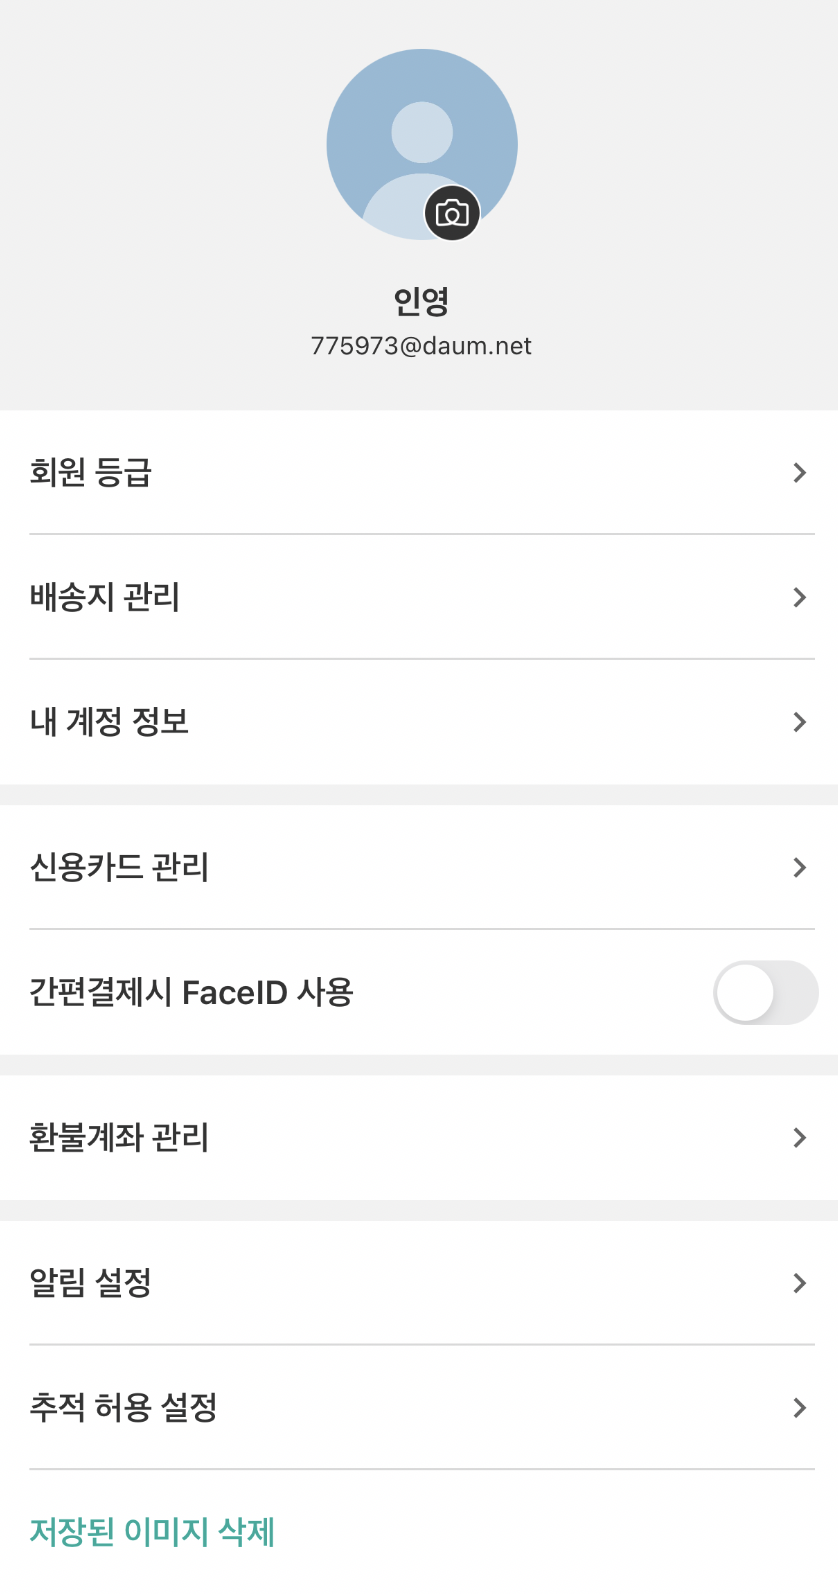 인영
775973@daum.net
회원 등급
배송지 관리
내 계정 정보
신용카드 관리
간편결제시 FaceID 사용
환불계좌 관리
알림 설정
추적 허용 설정
저장된 이미지 삭제